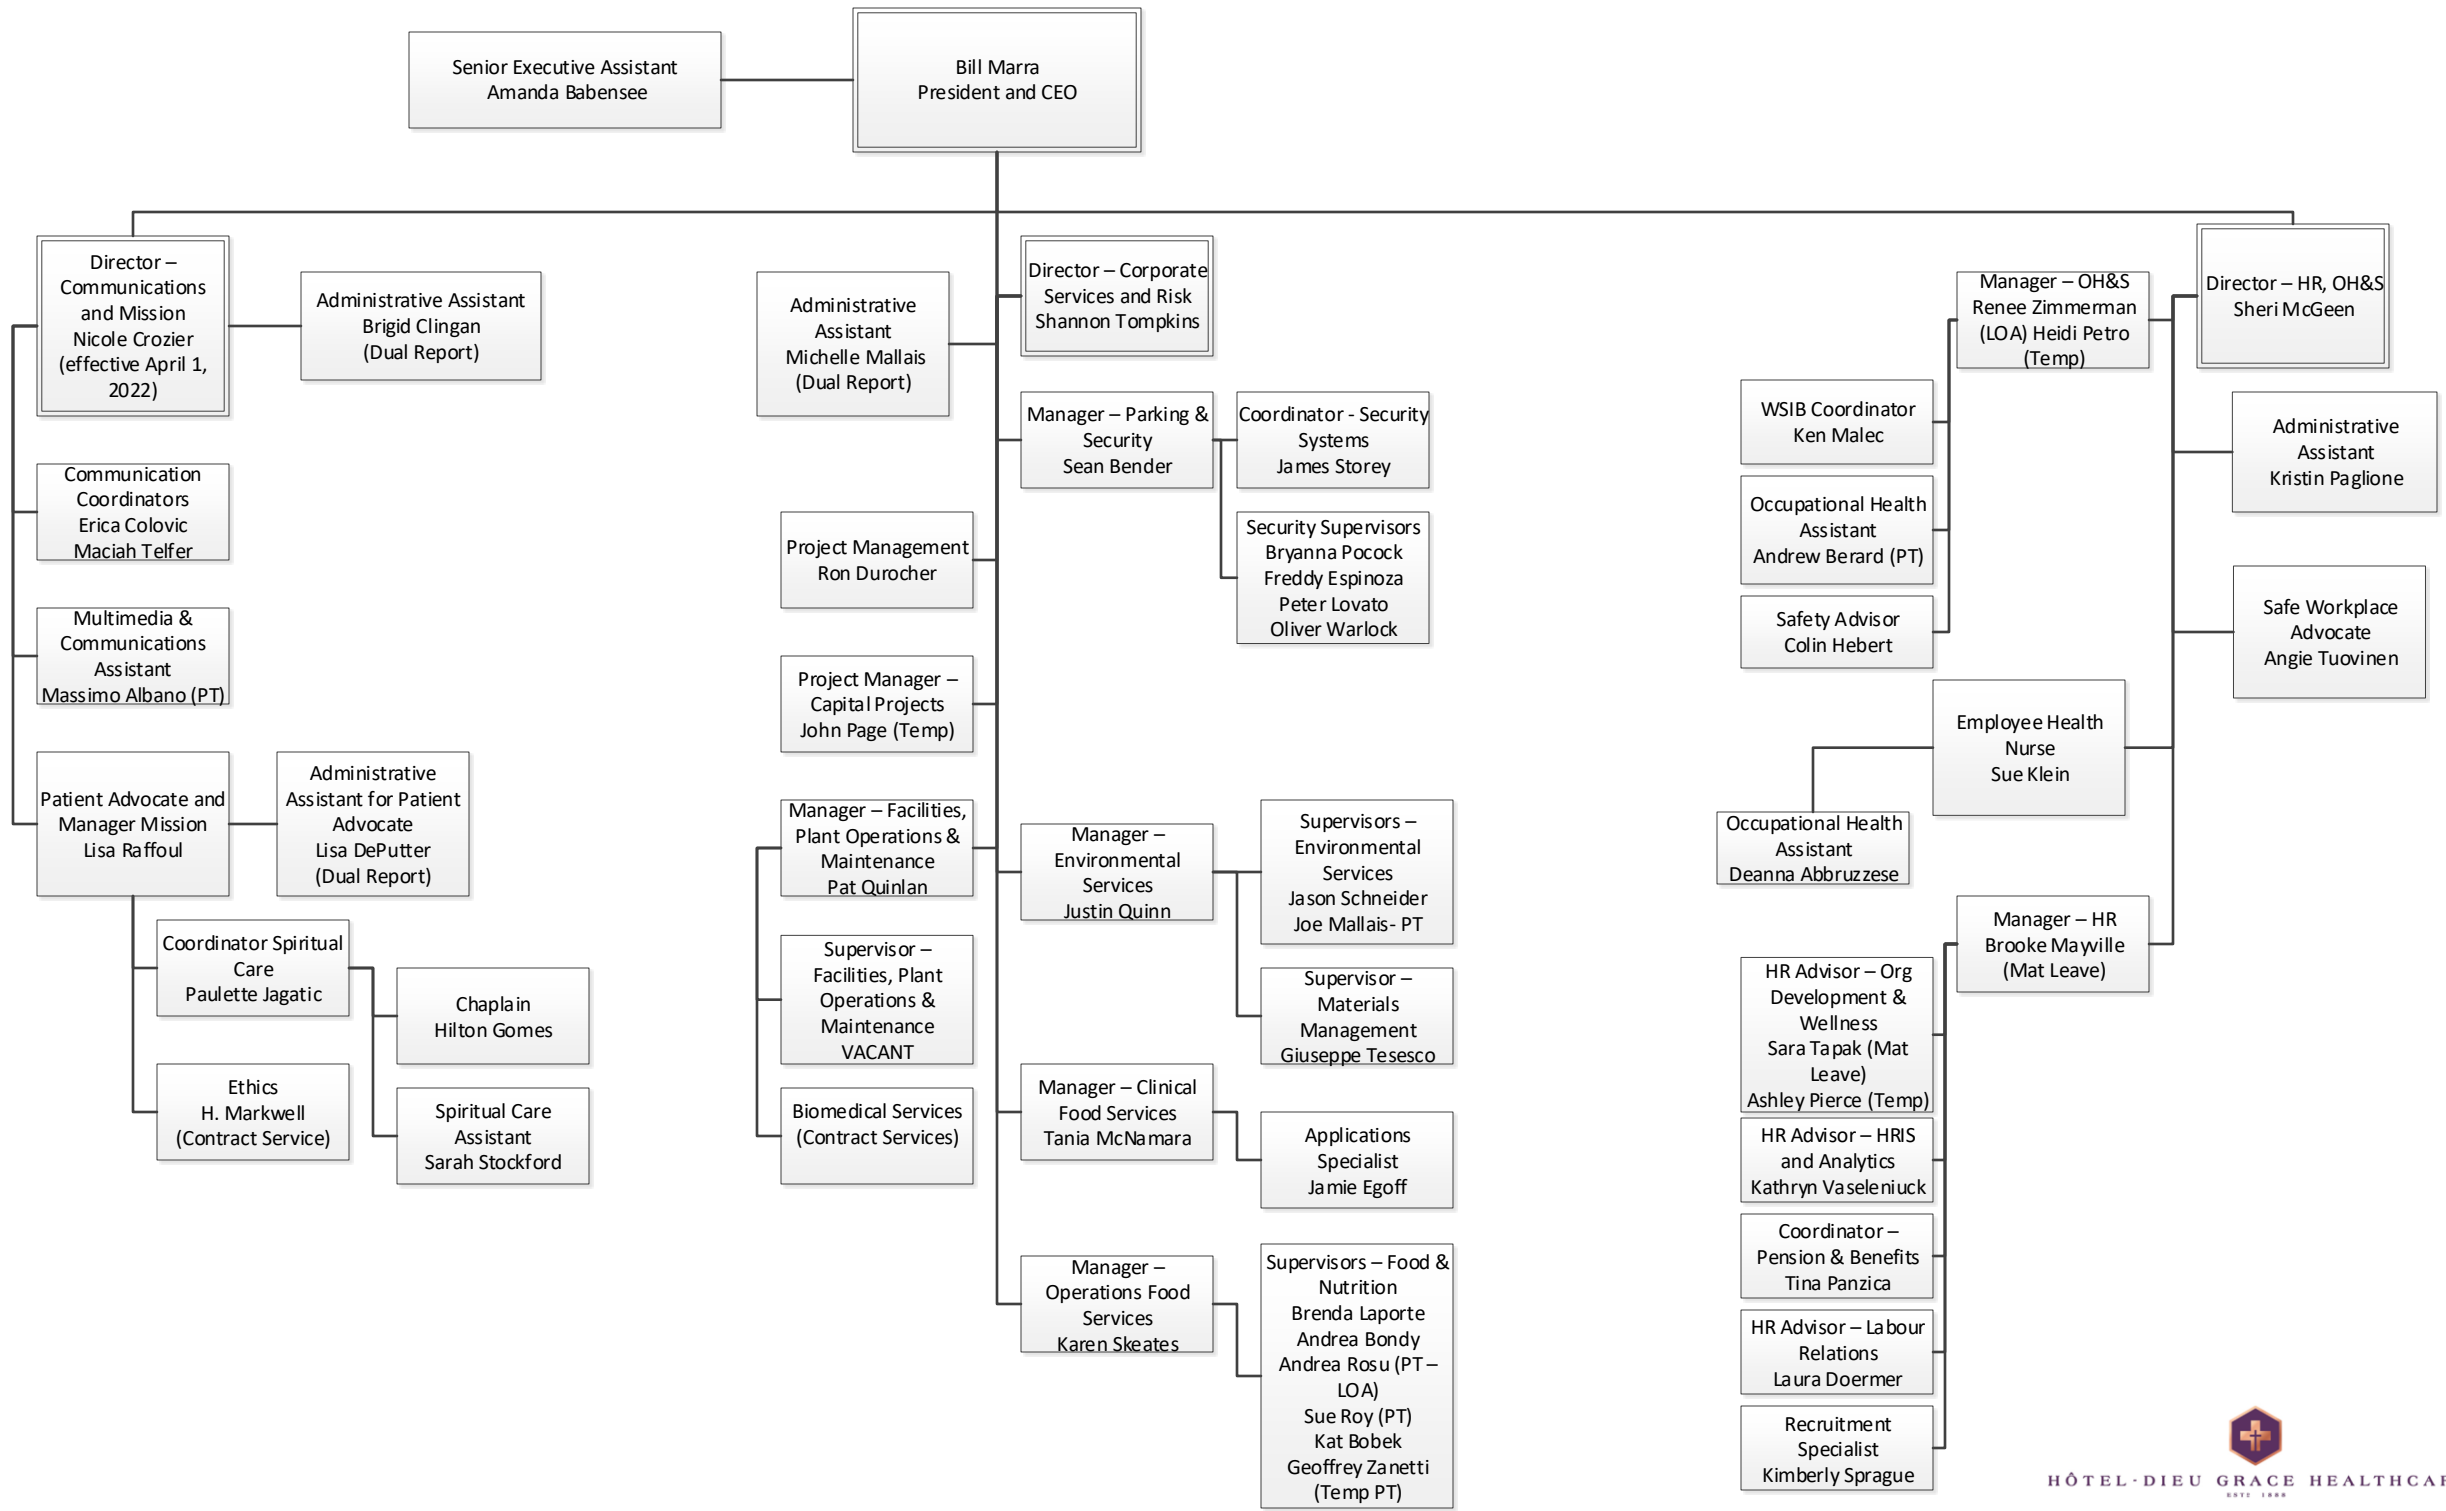 Senior Executive Assistant
Amanda Babensee
Bill Marra
President and CEO
Director –
Communications
and Mission
Nicole Crozier
(effective April 1,
2022)
Administrative Assistant
Brigid Clingan
(Dual Report)
Communication
Coordinators
Erica Colovic
Maciah Telfer
Multimedia &
Communications
Assistant
Massimo Albano (PT)
Patient Advocate and
Manager Mission
Lisa Raffoul
Administrative
Assistant for Patient
Advocate
Lisa DePutter
(Dual Report)
Coordinator Spiritual
Care
Paulette Jagatic
Chaplain
Hilton Gomes
Ethics
H. Markwell
(Contract Service)
Spiritual Care
Assistant
Sarah Stockford
Administrative
Assistant
Michelle Mallais
(Dual Report)
Director – Corporate
Services and Risk
Shannon Tompkins
Manager – Parking &
Security
Sean Bender
Coordinator - Security
Systems
James Storey
Security Supervisors
Bryanna Pocock
Freddy Espinoza
Peter Lovato
Oliver Warlock
Project Management
Ron Durocher
Project Manager –
Capital Projects
John Page (Temp)
Manager – Facilities,
Plant Operations &
Maintenance
Pat Quinlan
Supervisor –
Facilities, Plant
Operations &
Maintenance
VACANT
Biomedical Services
(Contract Services)
Manager –
Environmental
Services
Justin Quinn
Supervisors –
Environmental
Services
Jason Schneider
Joe Mallais- PT
Supervisor –
Materials
Management
Giuseppe Tesesco
Manager – Clinical
Food Services
Tania McNamara
Applications
Specialist
Jamie Egoff
Manager –
Operations Food
Services
Karen Skeates
Supervisors – Food &
Nutrition
Brenda Laporte
Andrea Bondy
Andrea Rosu (PT –
LOA)
Sue Roy (PT)
Kat Bobek
Geoffrey Zanetti
(Temp PT)
Director – HR, OH&S
Sheri McGeen
Manager – OH&S
Renee Zimmerman
(LOA) Heidi Petro
(Temp)
WSIB Coordinator
Ken Malec
Occupational Health
Assistant
Andrew Berard (PT)
Safety Advisor
Colin Hebert
Administrative
Assistant
Kristin Paglione
Safe Workplace
Advocate
Angie Tuovinen
Employee Health
Nurse
Sue Klein
Occupational Health
Assistant
Deanna Abbruzzese
Manager – HR
Brooke Mayville
(Mat Leave)
HR Advisor – Org
Development &
Wellness
Sara Tapak (Mat
Leave)
Ashley Pierce (Temp)
HR Advisor – HRIS
and Analytics
Kathryn Vaseleniuck
Coordinator –
Pension & Benefits
Tina Panzica
HR Advisor – Labour
Relations
Laura Doermer
Recruitment
Specialist
Kimberly Sprague
HÔTEL-DIEU GRACE
ESTD 1888